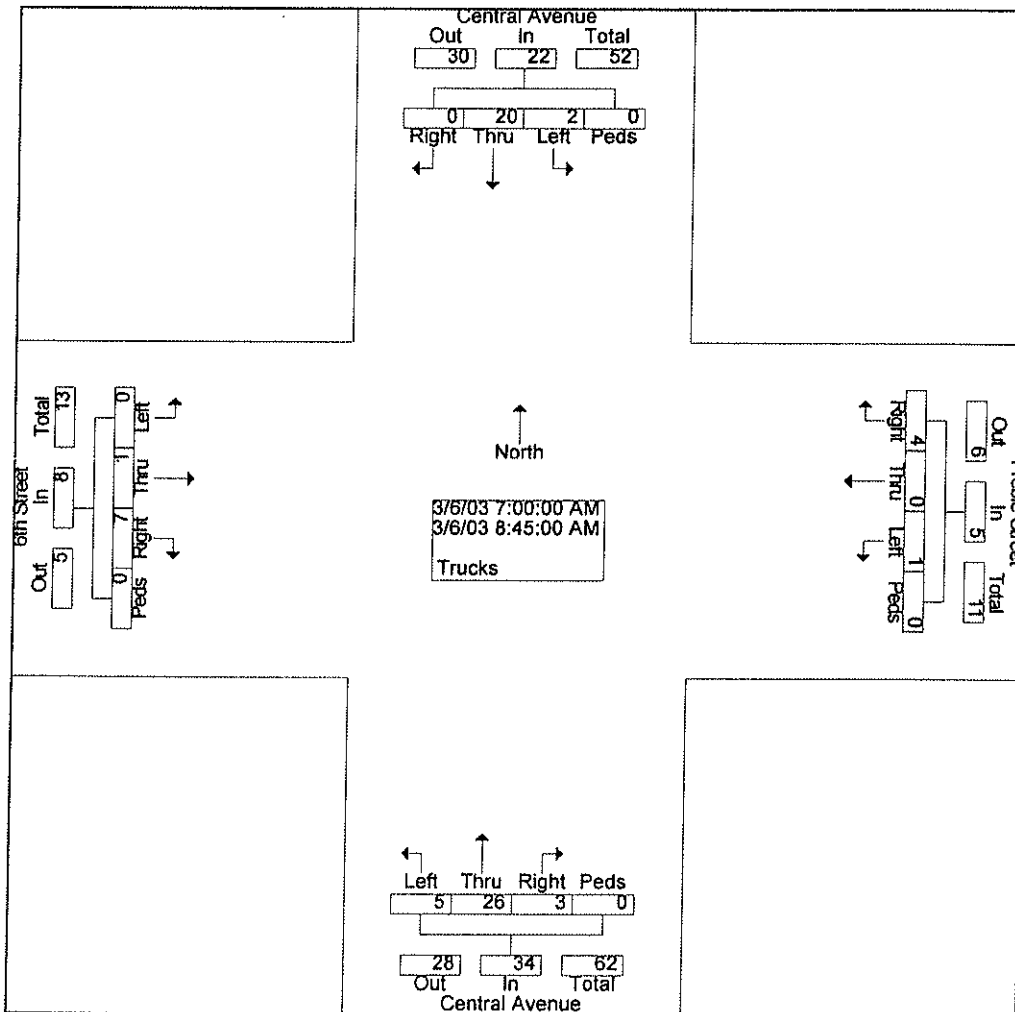 Central Avenue
Out In Total
30 22 52
0 20 2 0
Right Thru Left Peds
North
3/6/03 7:00:00 AM
3/6/03 8:45:00 AM
Trucks
6th Street
Total In Out
13 8 5
0 1 7 0
Left Thru Right Peds
Out In Total
6 5 11
4 0 1 0
Right Thru Left Peds
Left Thru Right Peds
5 26 3 0
28 34 62
Out In Total
Central Avenue